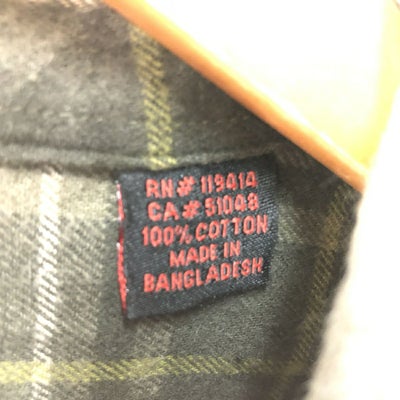 RN# 119414
CA# 51048
100% COTTON
MADE IN
BANGLADESH